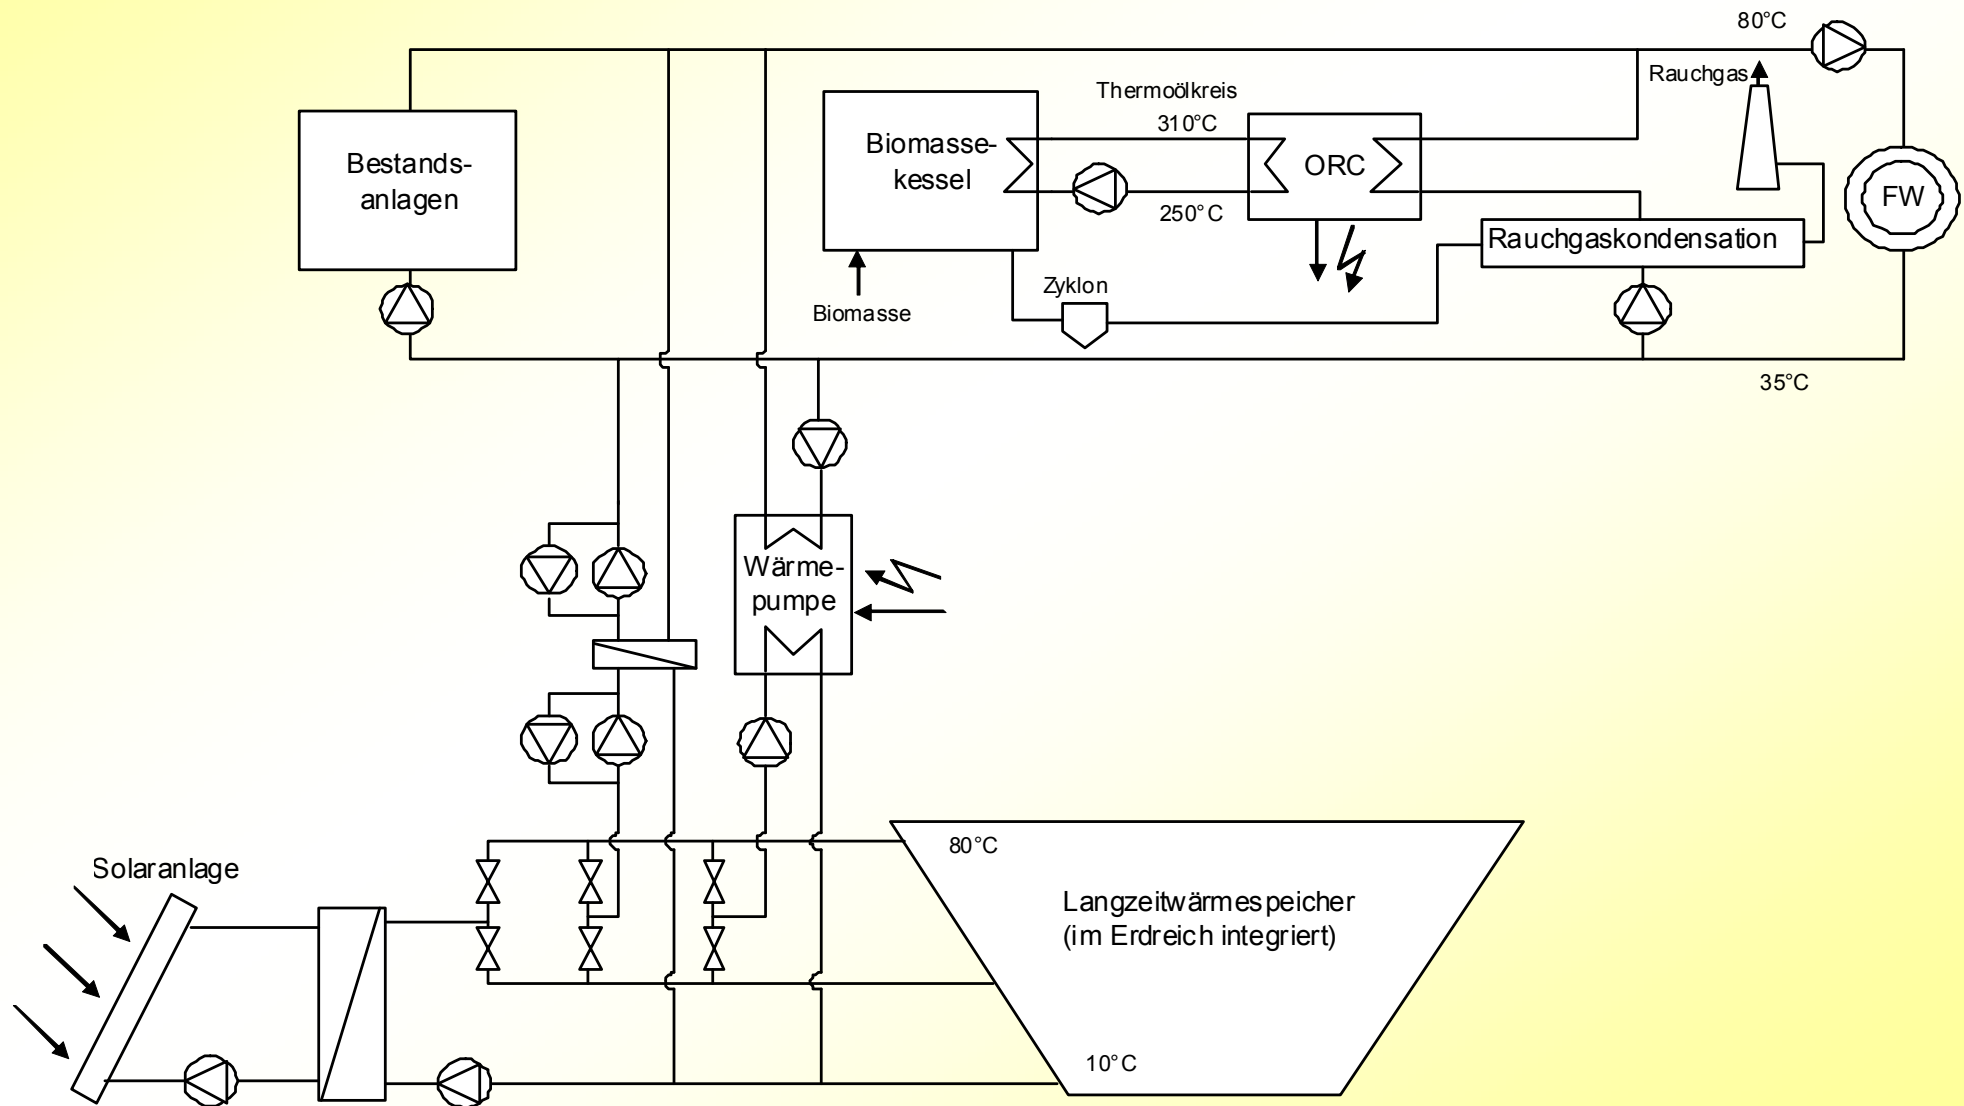 80°C
Rauchgas
Thermoölkreis
310°C
Biomasse-
kessel
ORC
Bestands-
anlagen
250°C
FW
Rauchgaskondensation
Zyklon
Biomasse
35°C
Wärme-
pumpe
80°C
Solaranlage
Langzeitwärmespeicher
(im Erdreich integriert)
10°C